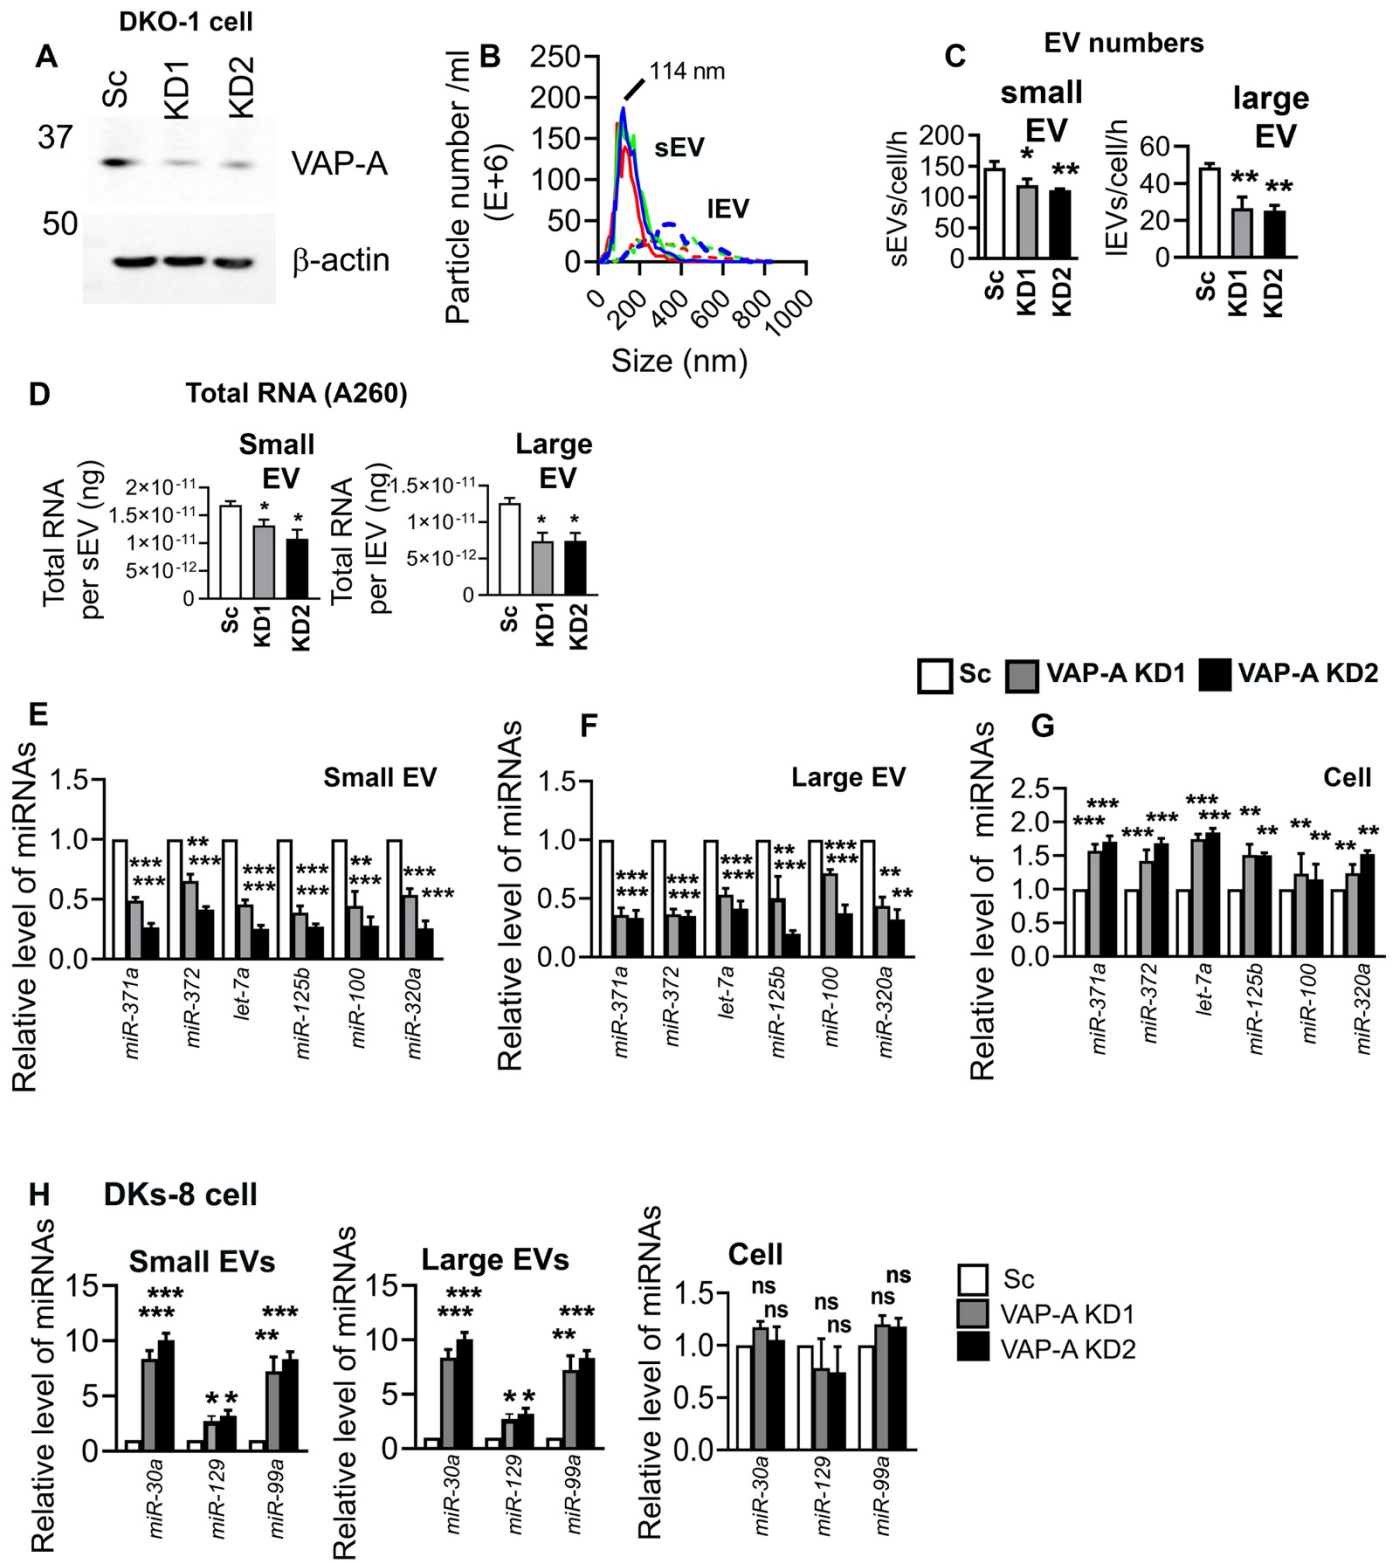 DKO-1 cell
A
Sc
KD1
KD2
37
VAP-A
50
β-actin
B
Particle number /ml
(E+6)
250
200
150
100
50
0
114 nm
sEV
lEV
0
200
400
600
800
1000
Size (nm)
C
EV numbers
small
EV
sEVs/cell/h
200
150
100
50
0
*
**
Sc
KD1
KD2
large
EV
lEVs/cell/h
60
40
20
0
**
**
Sc
KD1
KD2
D
Total RNA (A260)
Small
EV
Total RNA
per sEV (ng)
2×10⁻¹¹
1.5×10⁻¹¹
1×10⁻¹¹
5×10⁻¹²
0
*
*
Sc
KD1
KD2
Large
EV
Total RNA
per lEV (ng)
1.5×10⁻¹¹
1×10⁻¹¹
5×10⁻¹²
0
*
*
Sc
KD1
KD2
Sc
VAP-A KD1
VAP-A KD2
E
Small EV
Relative level of miRNAs
1.5
1.0
0.5
0.0
***
***
**
***
***
***
***
***
**
***
***
***
miR-371a
miR-372
let-7a
miR-125b
miR-100
miR-320a
F
Large EV
Relative level of miRNAs
1.5
1.0
0.5
0.0
***
***
***
***
***
***
**
***
***
***
**
**
miR-371a
miR-372
let-7a
miR-125b
miR-100
miR-320a
G
Cell
Relative level of miRNAs
2.5
2.0
1.5
1.0
0.5
0.0
***
***
***
***
***
***
**
**
**
**
**
**
miR-371a
miR-372
let-7a
miR-125b
miR-100
miR-320a
H
DKs-8 cell
Small EVs
Relative level of miRNAs
15
10
5
0
***
***
* *
***
**
miR-30a
miR-129
miR-99a
Large EVs
Relative level of miRNAs
15
10
5
0
***
***
* *
***
**
miR-30a
miR-129
miR-99a
Cell
Relative level of miRNAs
1.5
1.0
0.5
0.0
ns
ns
ns
ns
ns
ns
miR-30a
miR-129
miR-99a
Sc
VAP-A KD1
VAP-A KD2